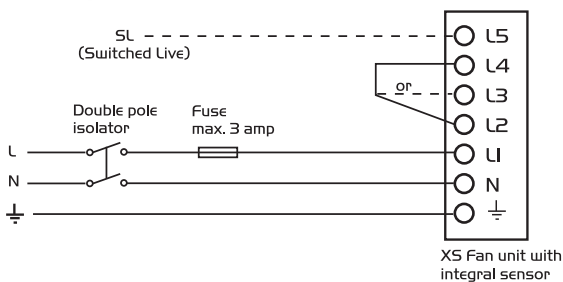 SL
(Switched Live)
L5
L4
or
L3
L2
Double pole
isolator
Fuse
max. 3 amp
L
L1
N
N
XS Fan unit with
integral sensor